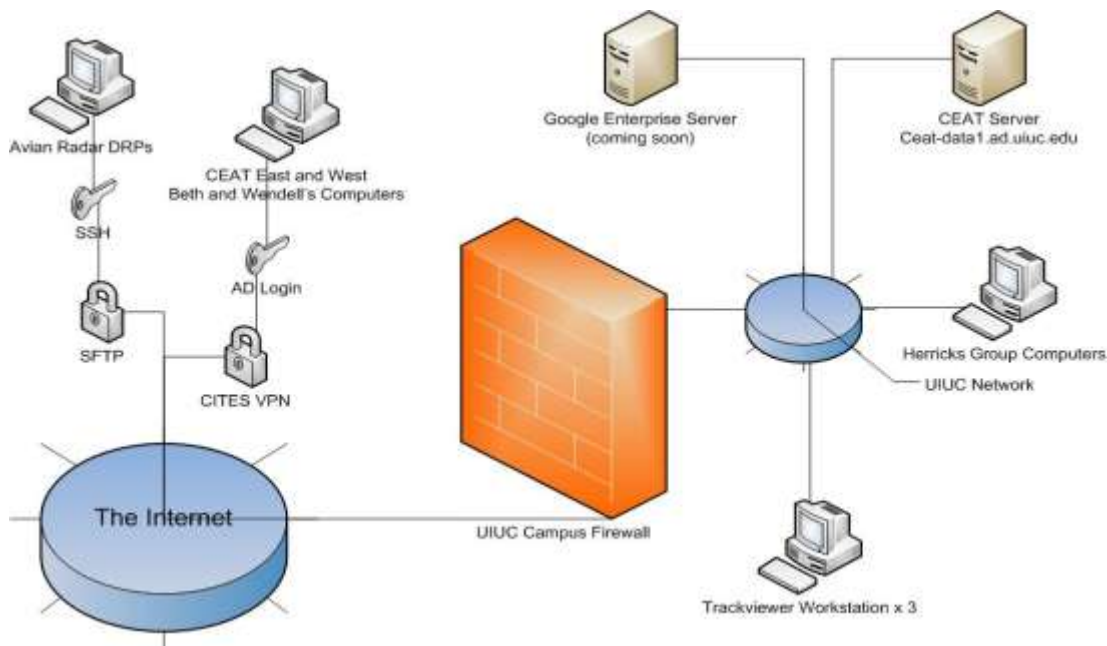 Avian Radar DRPs
SSH
SFTP
CEAT East and West
Beth and Wendell's Computers
AD Login
CITES VPN
The Internet
UIUC Campus Firewall
Google Enterprise Server
(coming soon)
CEAT Server
Ceat-data1.ad.uiuc.edu
Herricks Group Computers
UIUC Network
Trackviewer Workstation x 3